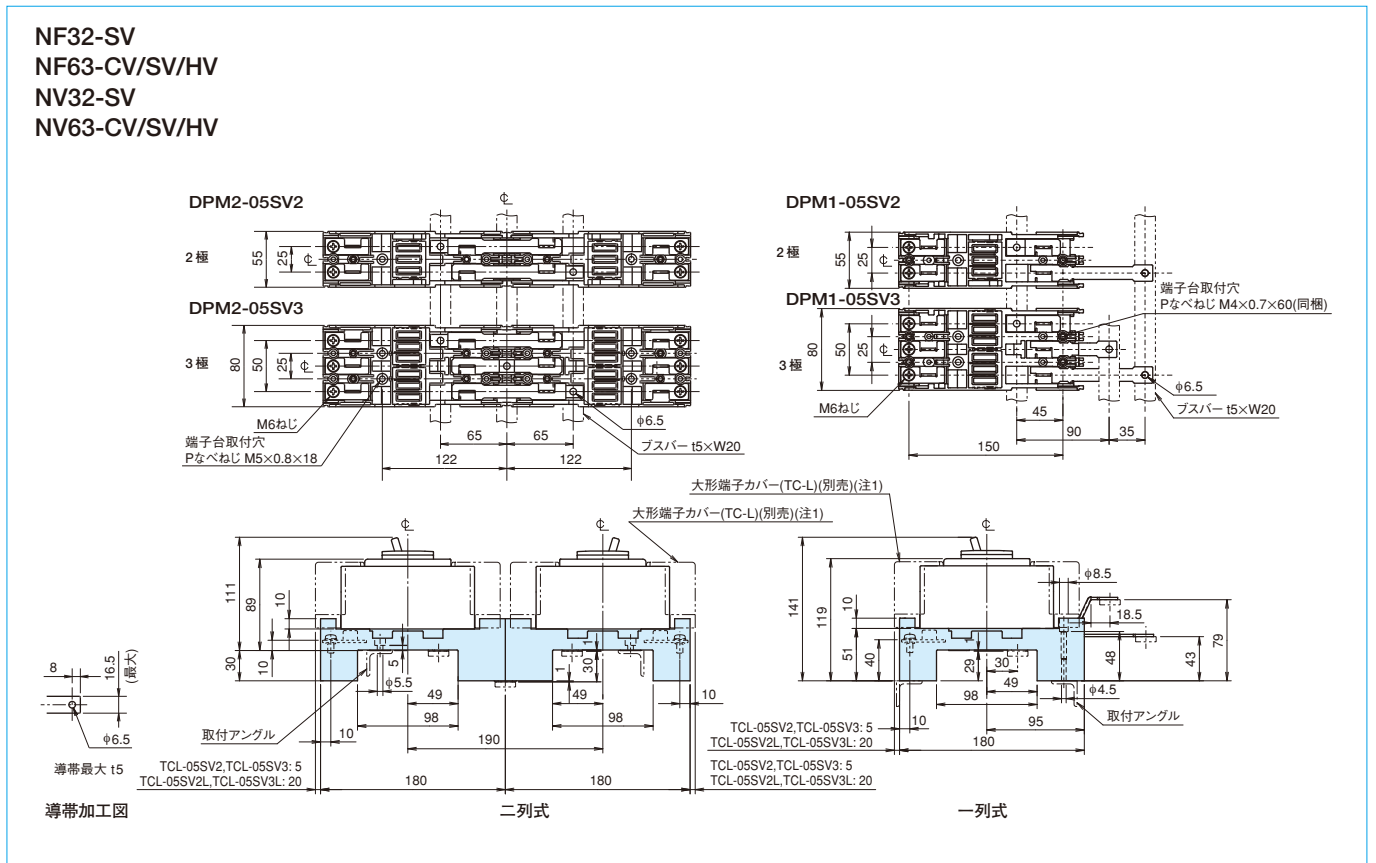 NF32-SV
NF63-CV/SV/HV
NV32-SV
NV63-CV/SV/HV
DPM2-05SV2
℄
2極
55
25
℄
DPM2-05SV3
3極
80
50
25
℄
M6ねじ
端子台取付穴
Pなべねじ M5×0.8×18
65
65
122
122
φ6.5
ブスバー t5×W20
DPM1-05SV2
2極
55
25
℄
端子台取付穴
Pなべねじ M4×0.7×60(同梱)
DPM1-05SV3
3極
80
50
25
℄
M6ねじ
φ6.5
ブスバー t5×W20
45
90
35
150
大形端子カバー(TC-L)(別売)(注1)
大形端子カバー(TC-L)(別売)(注1)
℄
℄
111
89
10
30
10
5
φ5.5
49
98
10
取付アングル
190
1
1
30
49
98
10
TCL-05SV2,TCL-05SV3: 5
TCL-05SV2L,TCL-05SV3L: 20
180
180
TCL-05SV2,TCL-05SV3: 5
TCL-05SV2L,TCL-05SV3L: 20
二列式
8
16.5
(最大)
φ6.5
導帯最大 t5
導帯加工図
℄
141
119
10
51
40
φ8.5
18.5
79
43
48
1
29
30
49
98
φ4.5
95
10
取付アングル
180
TCL-05SV2,TCL-05SV3: 5
TCL-05SV2L,TCL-05SV3L: 20
一列式